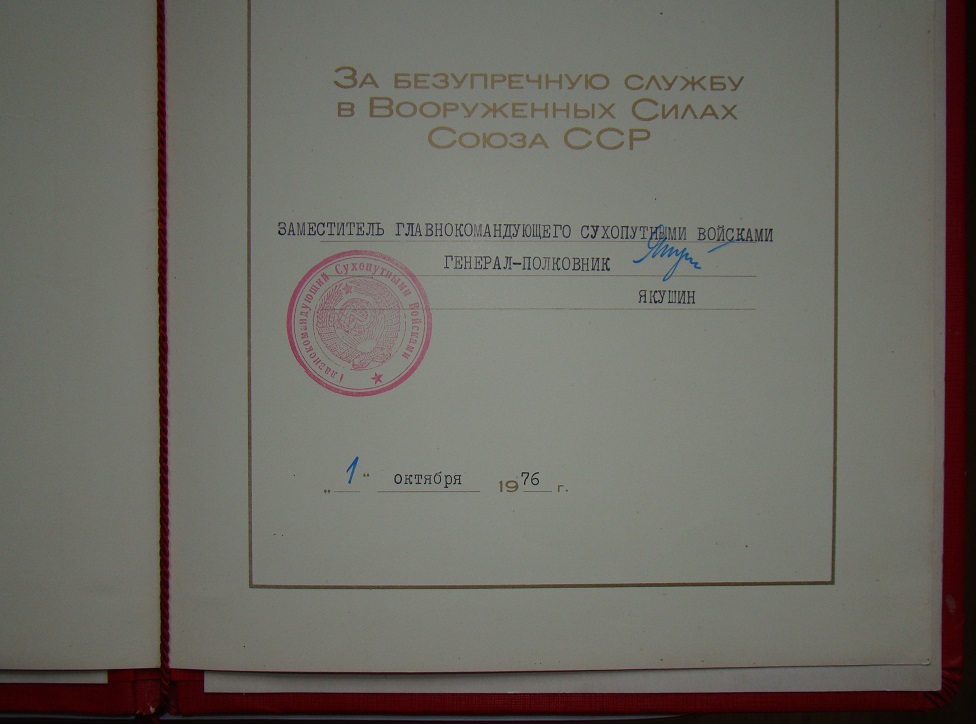 За безупречную службу
в Вооруженных Силах
Союза ССР
ЗАМЕСТИТЕЛЬ ГЛАВНОКОМАНДУЮЩЕГО СУХОПУТНЫМИ ВОЙСКАМИ
ГЕНЕРАЛ-ПОЛКОВНИК
ЯКУШИН
Главнокомандующий Сухопутными Войсками
„1" октября 1976 г.